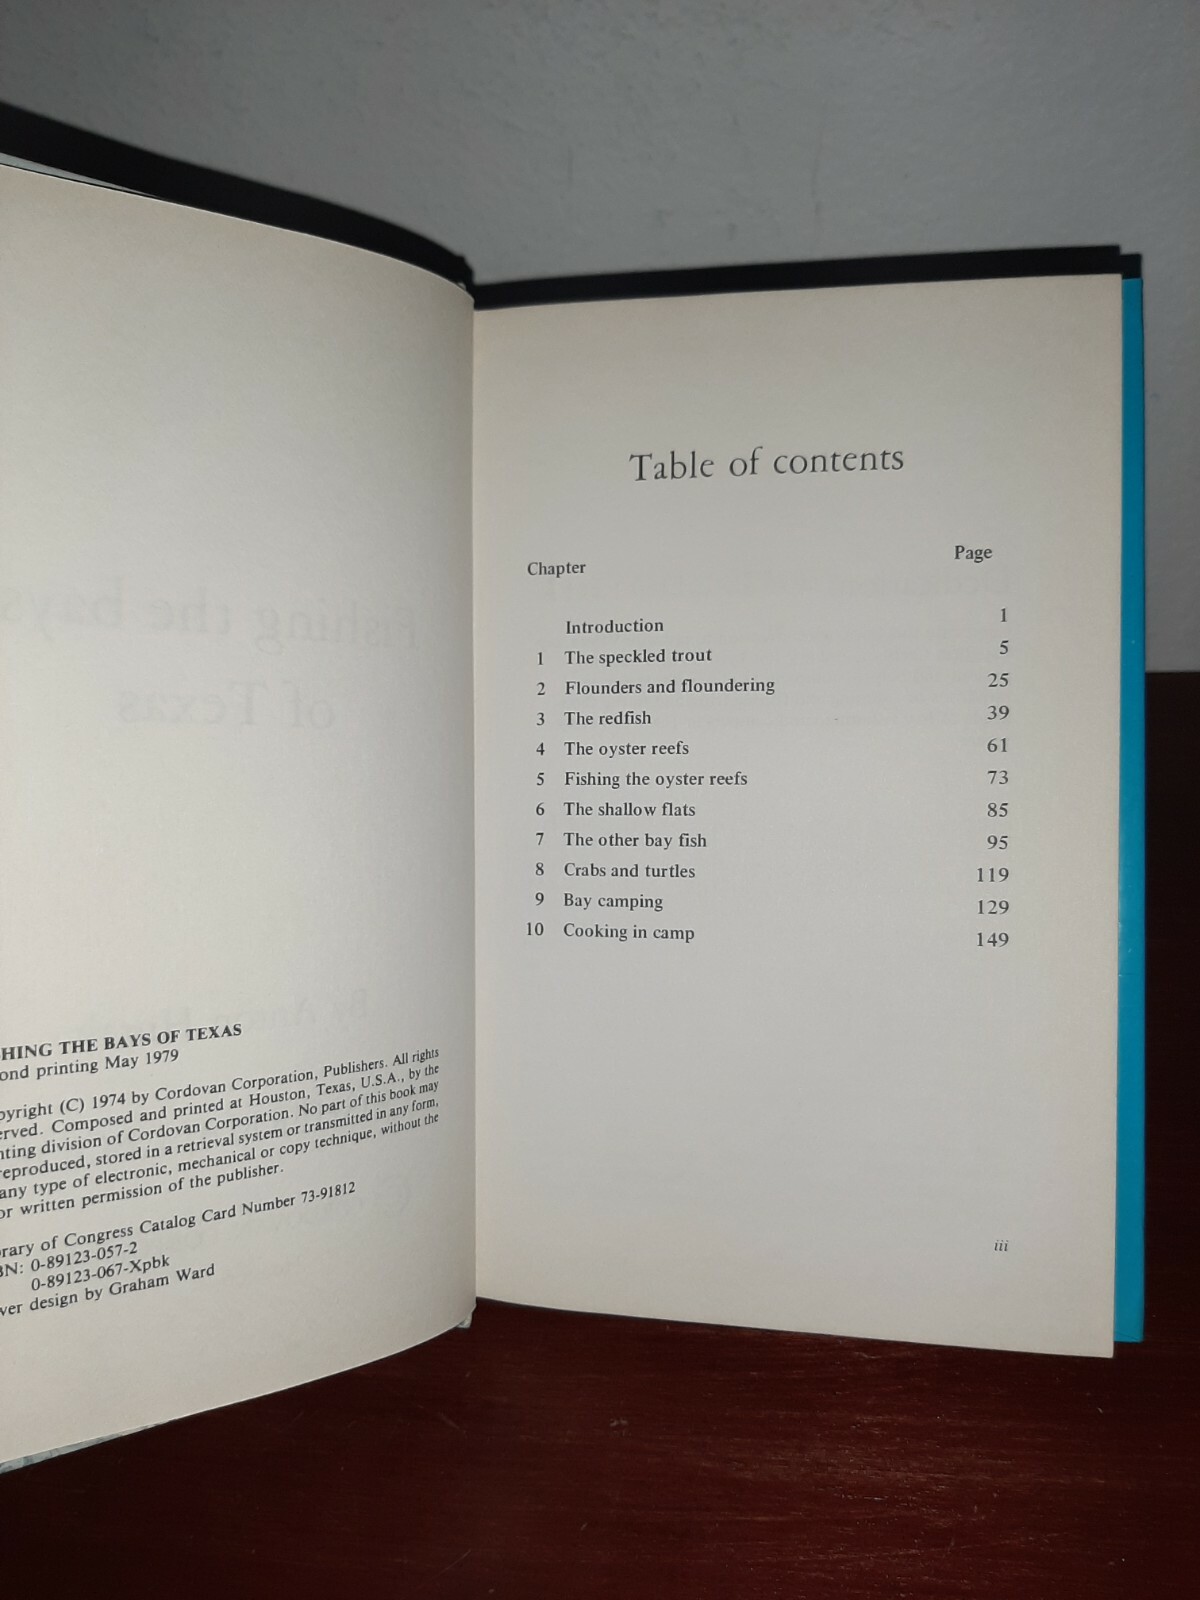 HING THE BAYS OF TEXAS
ond printing May 1979
pyright (C) 1974 by Cordovan Corporation, Publishers. All rights
erved. Composed and printed at Houston, Texas, U.S.A., by the
nting division of Cordovan Corporation. No part of this book may
reproduced, stored in a retrieval system or transmitted in any form,
any type of electronic, mechanical or copy technique, without the
or written permission of the publisher.
rary of Congress Catalog Card Number 73-91812
BN: 0-89123-057-2
0-89123-067-Xpbk
ver design by Graham Ward
Table of contents
Chapter Page
Introduction 1
1 The speckled trout 5
2 Flounders and floundering 25
3 The redfish 39
4 The oyster reefs 61
5 Fishing the oyster reefs 73
6 The shallow flats 85
7 The other bay fish 95
8 Crabs and turtles 119
9 Bay camping 129
10 Cooking in camp 149
iii